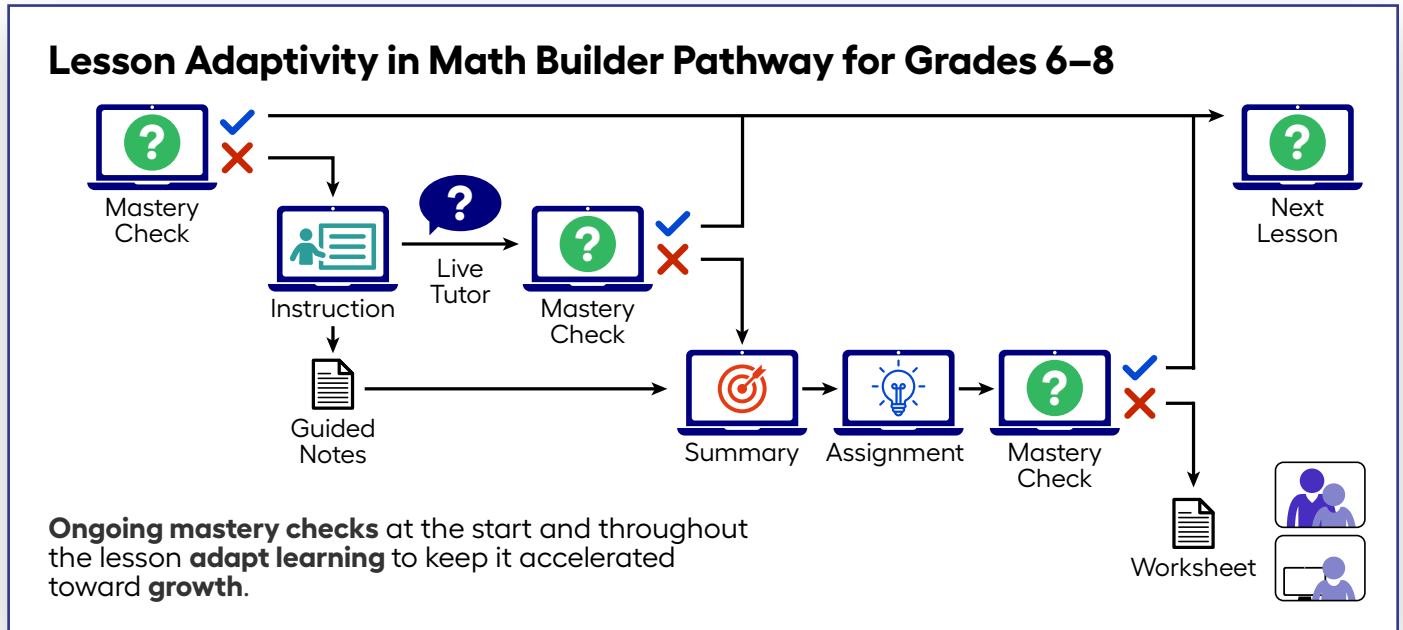 Lesson Adaptivity in Math Builder Pathway for Grades 6–8
?
Mastery
Check
?
Next
Lesson
Instruction
?
Live
Tutor
?
Mastery
Check
Guided
Notes
Summary
Assignment
?
Mastery
Check
Worksheet
Ongoing mastery checks at the start and throughout
the lesson adapt learning to keep it accelerated
toward growth.